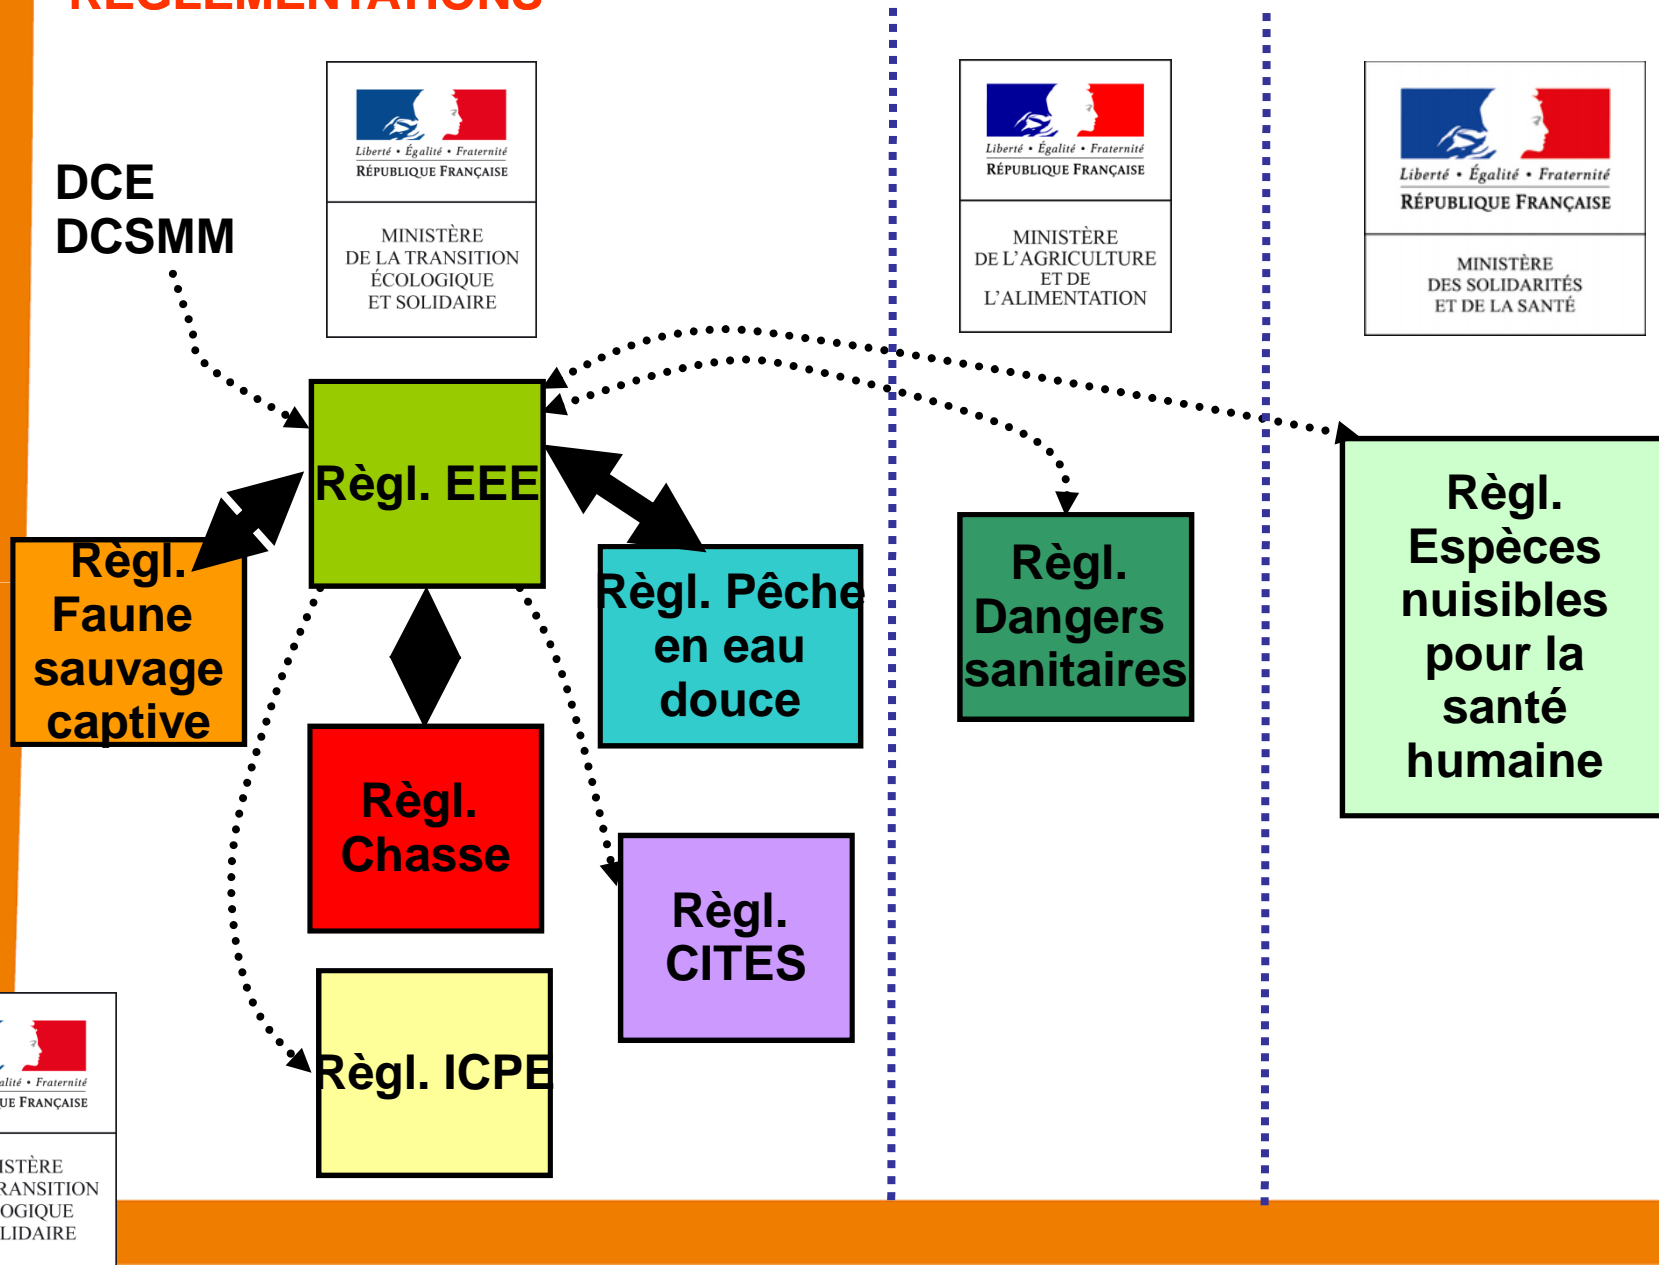 RÉGLEMENTATIONS
Liberté • Égalité • Fraternité
RÉPUBLIQUE FRANÇAISE
MINISTÈRE
DE LA TRANSITION
ÉCOLOGIQUE
ET SOLIDAIRE
Liberté • Égalité • Fraternité
RÉPUBLIQUE FRANÇAISE
MINISTÈRE
DE L'AGRICULTURE
ET DE
L'ALIMENTATION
Liberté • Égalité • Fraternité
RÉPUBLIQUE FRANÇAISE
MINISTÈRE
DES SOLIDARITÉS
ET DE LA SANTÉ
DCE
DCSMM
Règl. EEE
Règl.
Faune
sauvage
captive
Règl. Pêche
en eau
douce
Règl.
Dangers
sanitaires
Règl.
Espèces
nuisibles
pour la
santé
humaine
Règl.
Chasse
Règl.
CITES
Règl. ICPE
alité • Fraternité
UE FRANÇAISE
ISTÈRE
RANSITION
OGIQUE
LIDAIRE